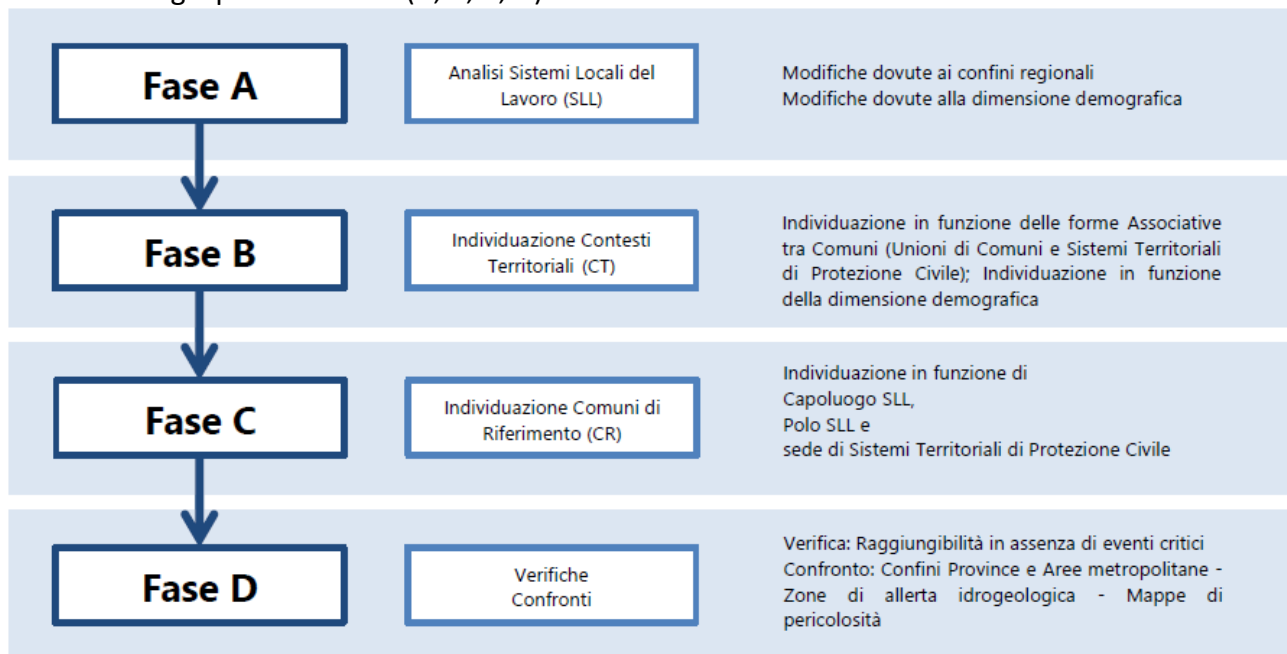 Fase A
Analisi Sistemi Locali del
Lavoro (SLL)
Modifiche dovute ai confini regionali
Modifiche dovute alla dimensione demografica
Fase B
Individuazione Contesti
Territoriali (CT)
Individuazione in funzione delle forme Associative
tra Comuni (Unioni di Comuni e Sistemi Territoriali
di Protezione Civile); Individuazione in funzione
della dimensione demografica
Fase C
Individuazione Comuni di
Riferimento (CR)
Individuazione in funzione di
Capoluogo SLL,
Polo SLL e
sede di Sistemi Territoriali di Protezione Civile
Fase D
Verifiche
Confronti
Verifica: Raggiungibilità in assenza di eventi critici
Confronto: Confini Province e Aree metropolitane -
Zone di allerta idrogeologica - Mappe di
pericolosità